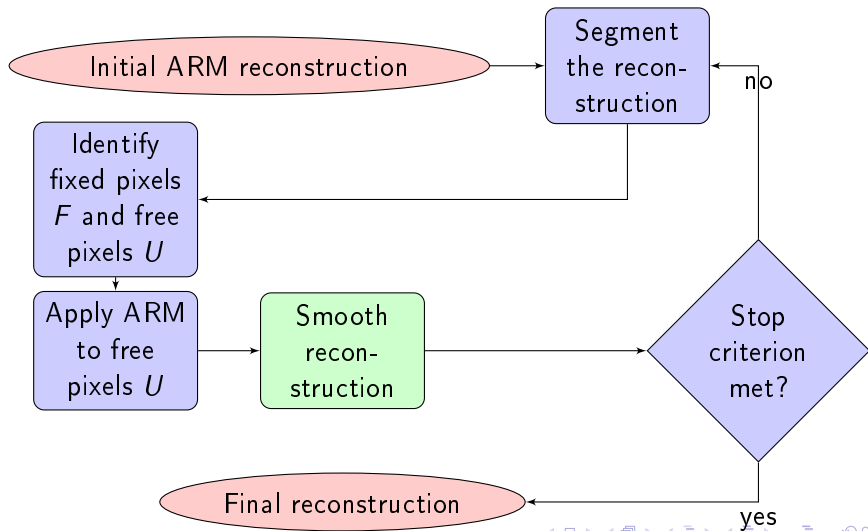 Initial ARM reconstruction
Segment
the recon-
struction
no
Identify
fixed pixels
F and free
pixels U
Apply ARM
to free
pixels U
Smooth
recon-
struction
Stop
criterion
met?
Final reconstruction
yes